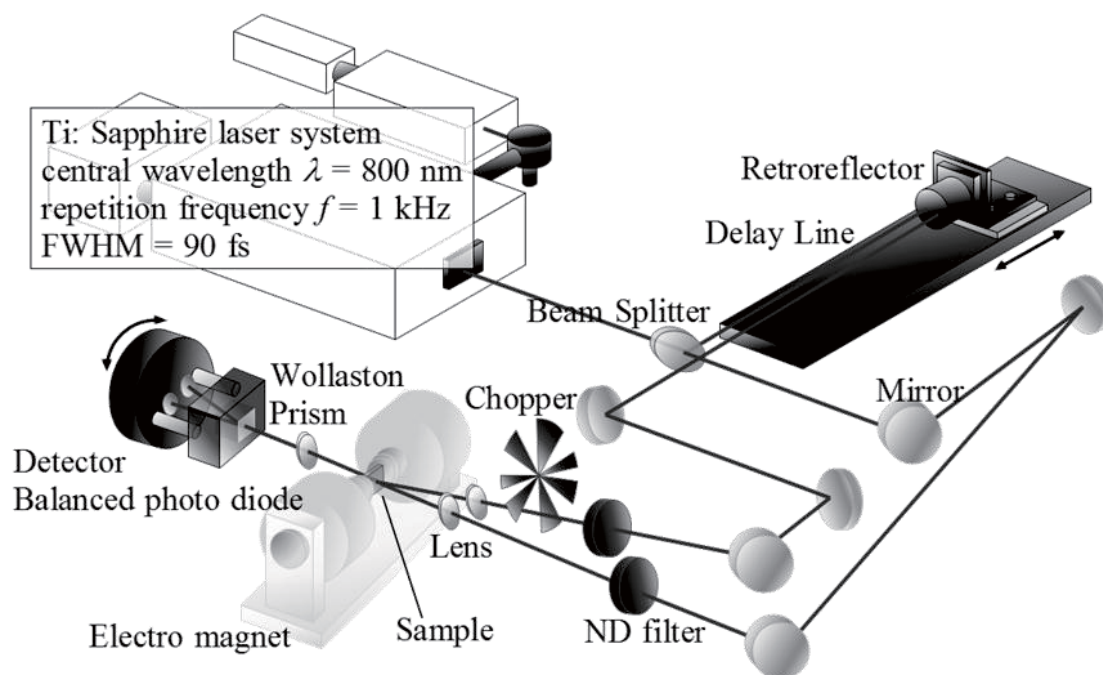 Ti: Sapphire laser system
central wavelength λ = 800 nm
repetition frequency f = 1 kHz
FWHM = 90 fs
Retroreflector
Delay Line
Beam Splitter
Mirror
Wollaston
Prism
Chopper
Detector
Balanced photo diode
Lens
Electro magnet
Sample
ND filter